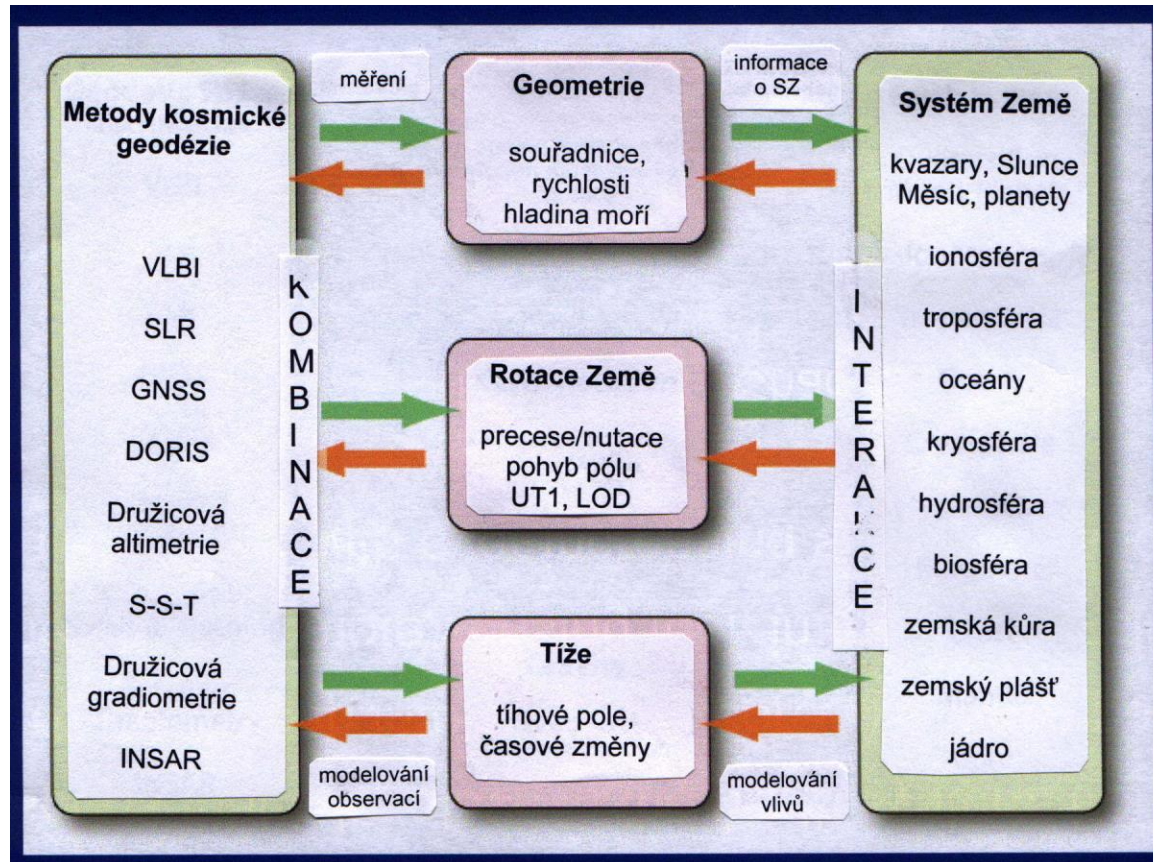 měření
informace
o SZ
Metody kosmické
geodézie
VLBI
SLR
GNSS
DORIS
Družicová
altimetrie
S-S-T
Družicová
gradiometrie
INSAR
KOMBINACE
Geometrie
souřadnice,
rychlosti
hladina moří
Rotace Země
precese/nutace
pohyb pólu
UT1, LOD
Tíže
tíhové pole,
časové změny
modelování
observací
modelování
vlivů
INTERAKCE
Systém Země
kvazary, Slunce
Měsíc, planety
ionosféra
troposféra
oceány
kryosféra
hydrosféra
biosféra
zemská kůra
zemský plášť
jádro